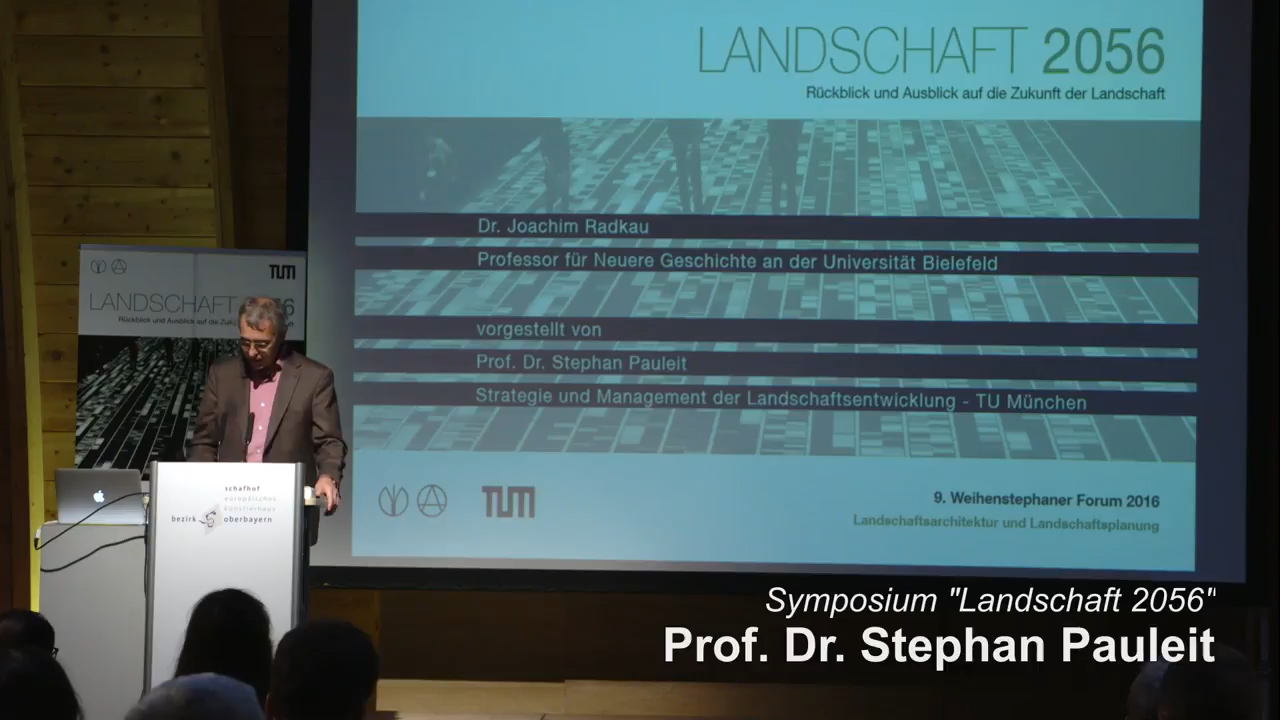 LANDSCHAFT 2056
Rückblick und Ausblick auf die Zukunft der Landschaft
Dr. Joachim Radkau
Professor für Neuere Geschichte an der Universität Bielefeld
vorgestellt von
Prof. Dr. Stephan Pauleit
Strategie und Management der Landschaftsentwicklung - TU München
TUM
9. Weihenstephaner Forum 2016
Landschaftsarchitektur und Landschaftsplanung
TUM
LANDSCHAFT
Rückblick und Ausblick auf die
schafhof
europäisches
künstlerhaus
bezirk oberbayern
Symposium "Landschaft 2056"
Prof. Dr. Stephan Pauleit